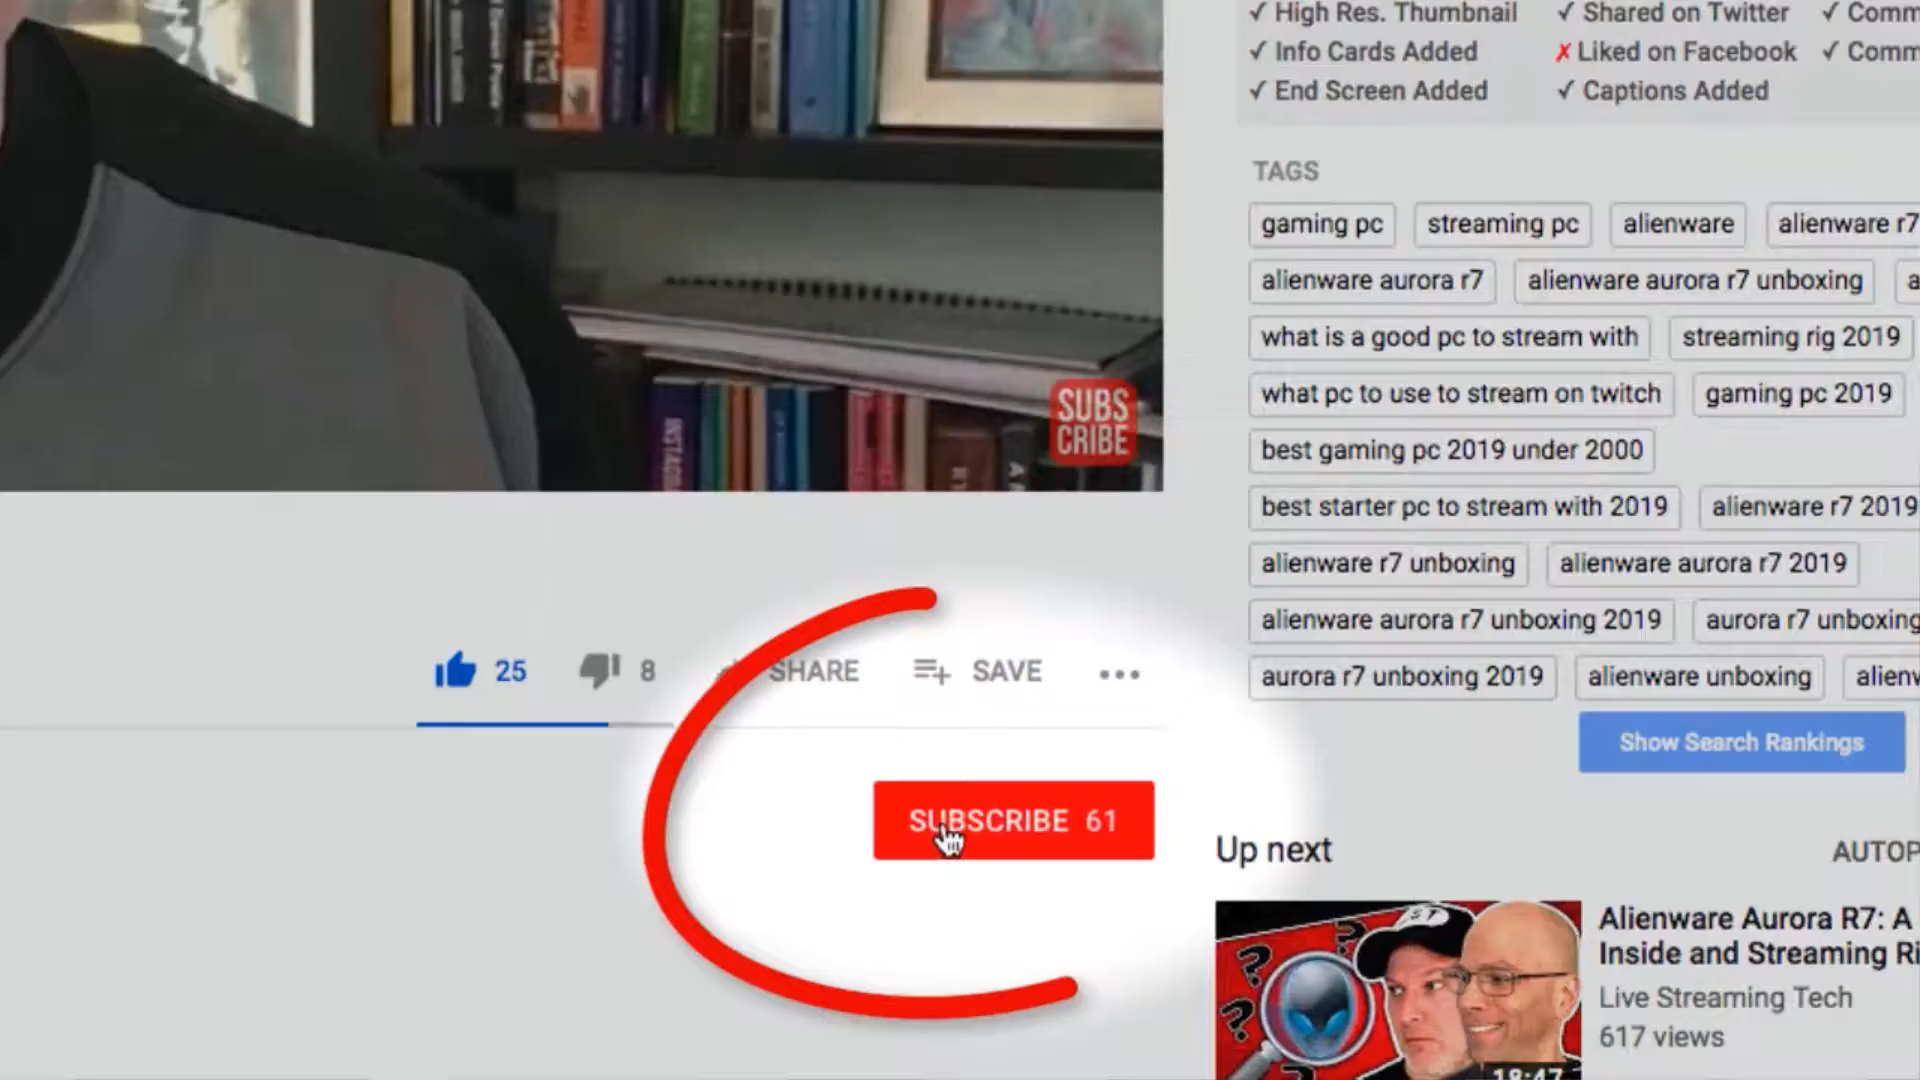 ✓ High Res. Thumbnail ✓ Shared on Twitter ✓ Comm
✓ Info Cards Added ✗ Liked on Facebook ✓ Comm
✓ End Screen Added ✓ Captions Added
TAGS
gaming pc streaming pc alienware alienware r7
alienware aurora r7 alienware aurora r7 unboxing a
what is a good pc to stream with streaming rig 2019
what pc to use to stream on twitch gaming pc 2019
best gaming pc 2019 under 2000
best starter pc to stream with 2019 alienware r7 2019
alienware r7 unboxing alienware aurora r7 2019
alienware aurora r7 unboxing 2019 aurora r7 unboxing
aurora r7 unboxing 2019 alienware unboxing alienw
Show Search Rankings
SUBS
CRIBE
25 8 SHARE SAVE
SUBSCRIBE 61
Up next AUTOP
Alienware Aurora R7: A
Inside and Streaming Ri
Live Streaming Tech
617 views
18:47